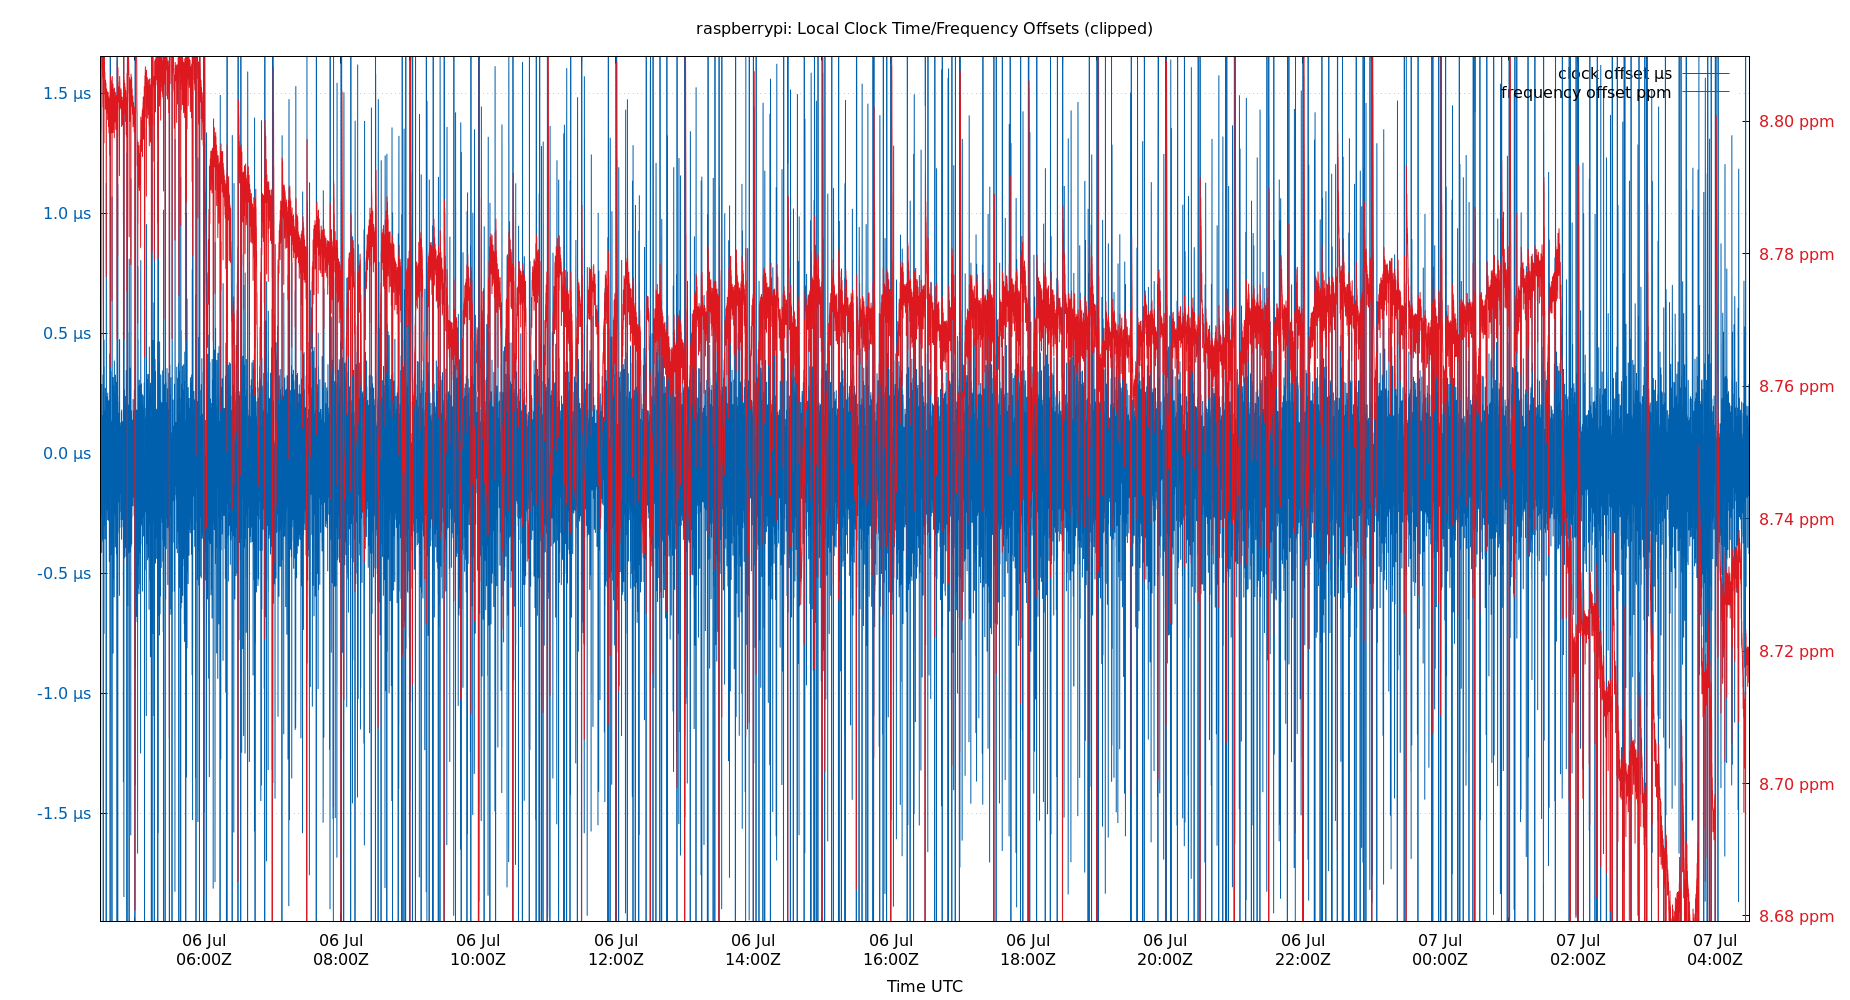 raspberrypi: Local Clock Time/Frequency Offsets (clipped)
clock offset µs
frequency offset ppm
1.5 µs
1.0 µs
0.5 µs
0.0 µs
-0.5 µs
-1.0 µs
-1.5 µs
8.80 ppm
8.78 ppm
8.76 ppm
8.74 ppm
8.72 ppm
8.70 ppm
8.68 ppm
06 Jul 06 Jul 06 Jul 06 Jul 06 Jul 06 Jul 06 Jul 06 Jul 06 Jul 07 Jul 07 Jul 07 Jul
06:00Z 08:00Z 10:00Z 12:00Z 14:00Z 16:00Z 18:00Z 20:00Z 22:00Z 00:00Z 02:00Z 04:00Z
Time UTC